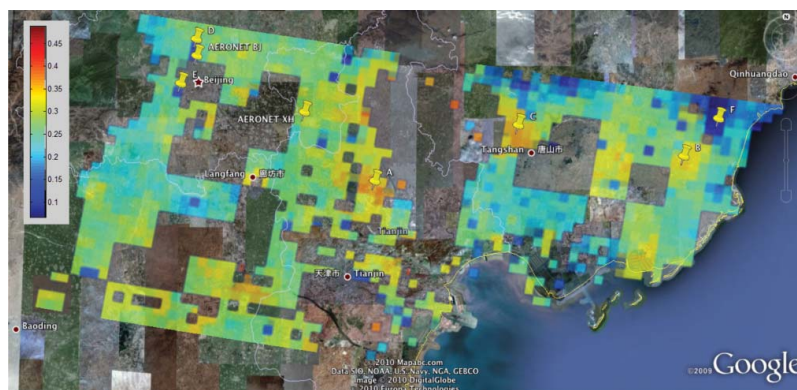 0.45
0.4
0.35
0.3
0.25
0.2
0.15
0.1
D
AERONET BJ
E
Beijing
AERONET XH
Langfang
廊坊市
A
Tianjin
天津市
Tianjin
Baoding
C
Tangshan
唐山市
B
F
Qinhuangdao
N
© 2010 Mapabc.com
Data SIO, NOAA, U.S. Navy, NGA, GEBCO
Image © 2010 DigitalGlobe
© 2010 Europa Technologies
©2009 Google